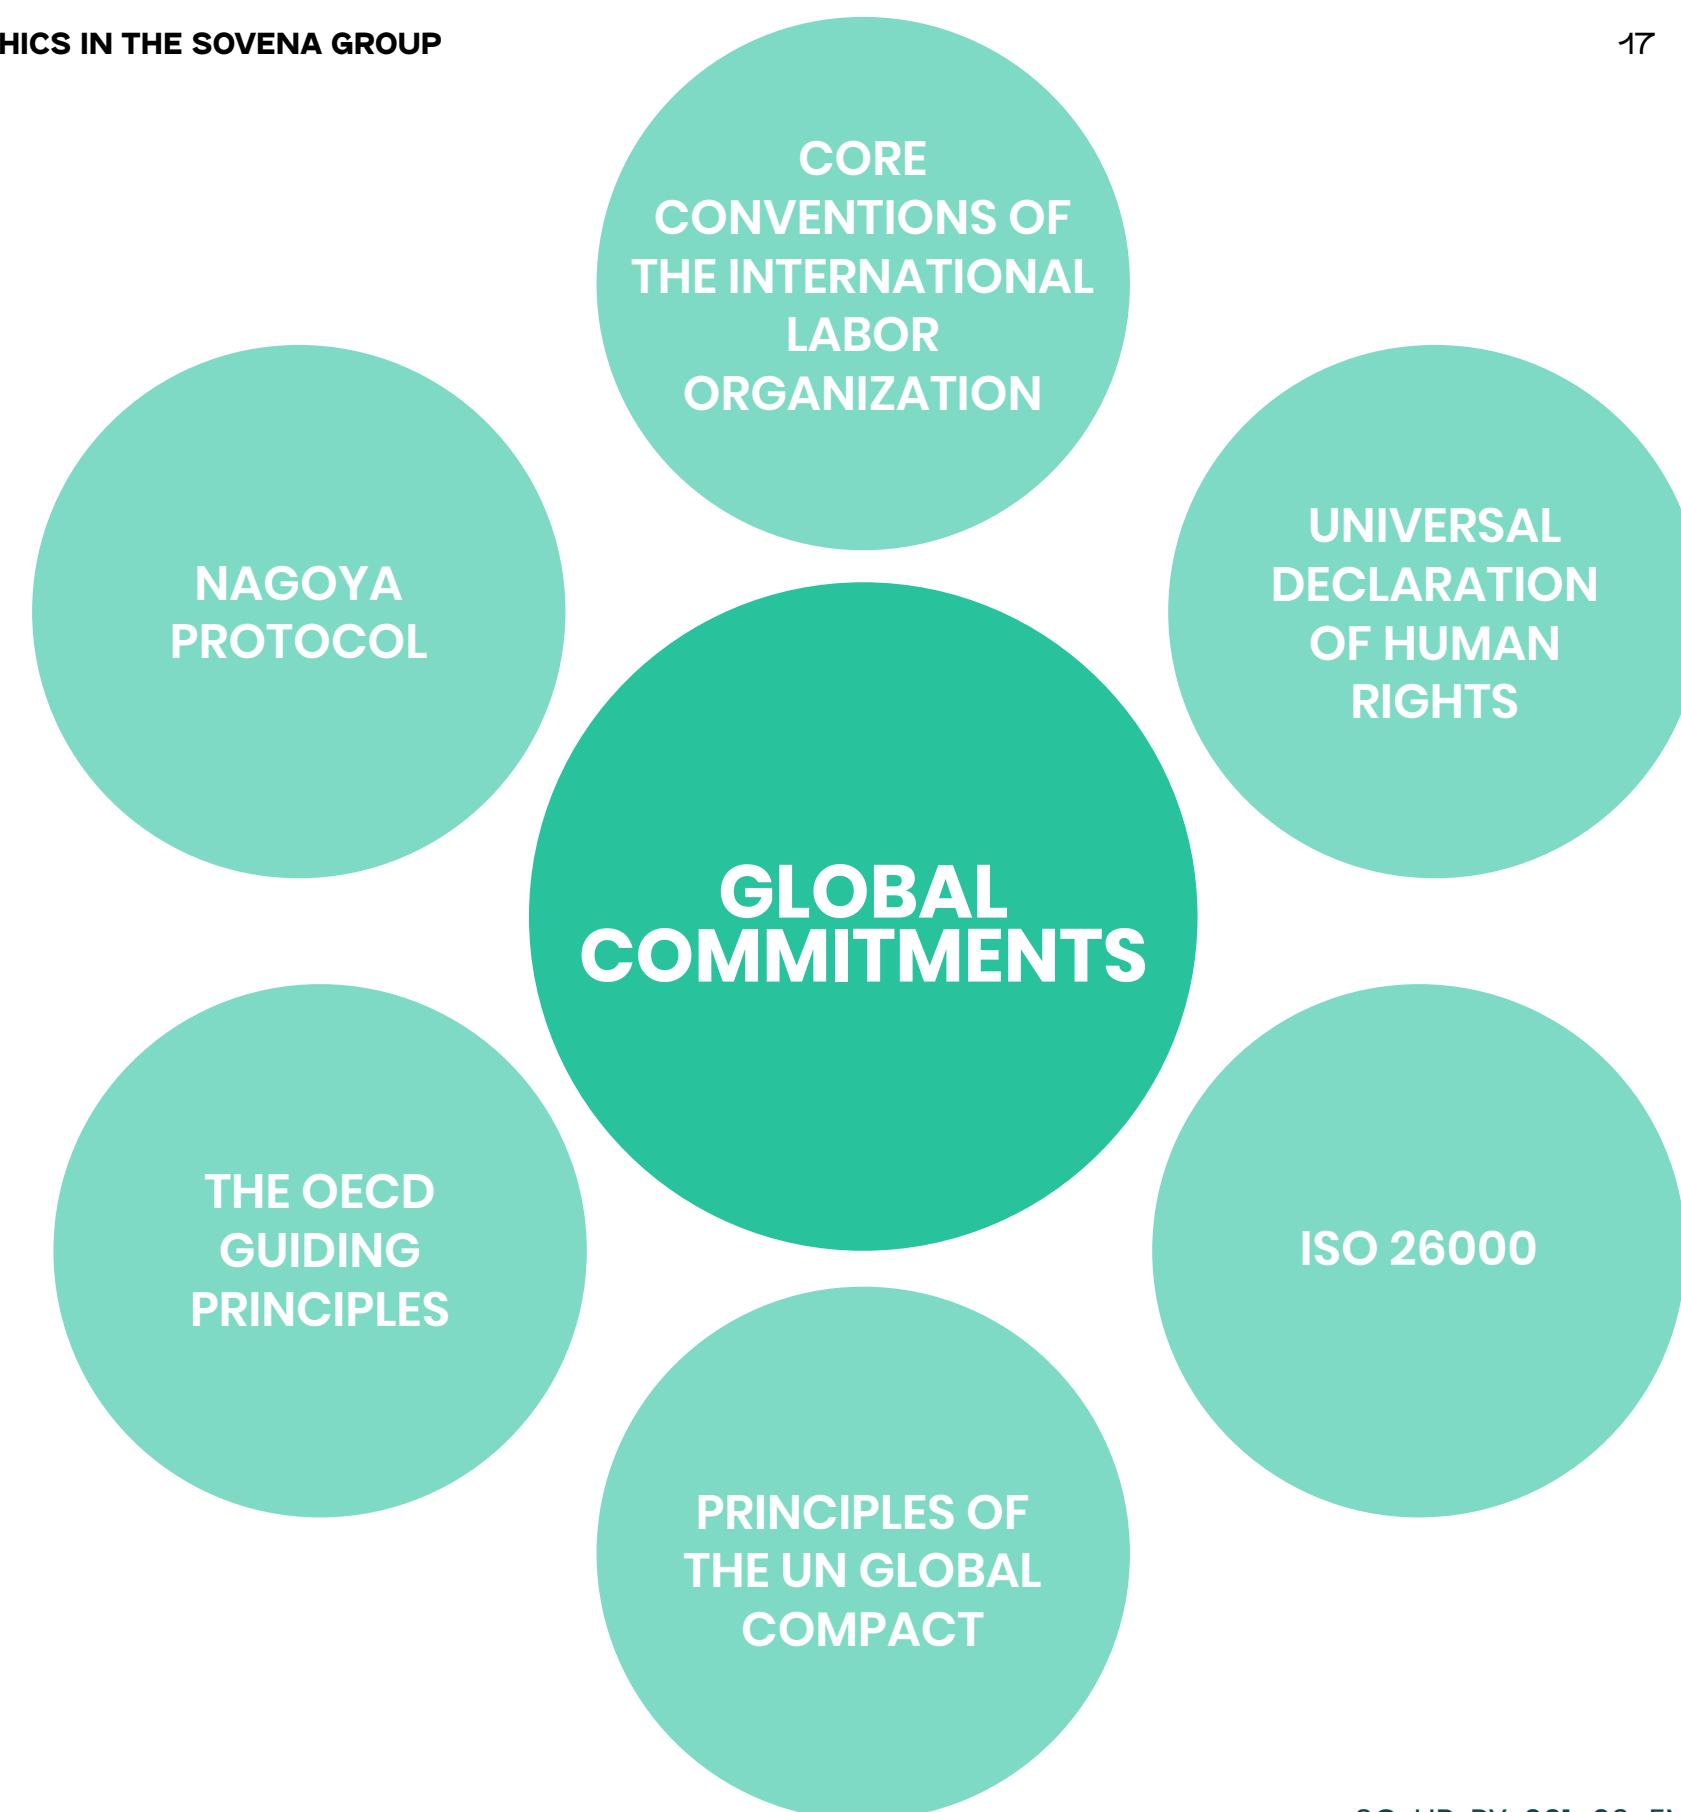 HICS IN THE SOVENA GROUP
17
CORE
CONVENTIONS OF
THE INTERNATIONAL
LABOR
ORGANIZATION
NAGOYA
PROTOCOL
UNIVERSAL
DECLARATION
OF HUMAN
RIGHTS
GLOBAL
COMMITMENTS
THE OECD
GUIDING
PRINCIPLES
ISO 26000
PRINCIPLES OF
THE UN GLOBAL
COMPACT